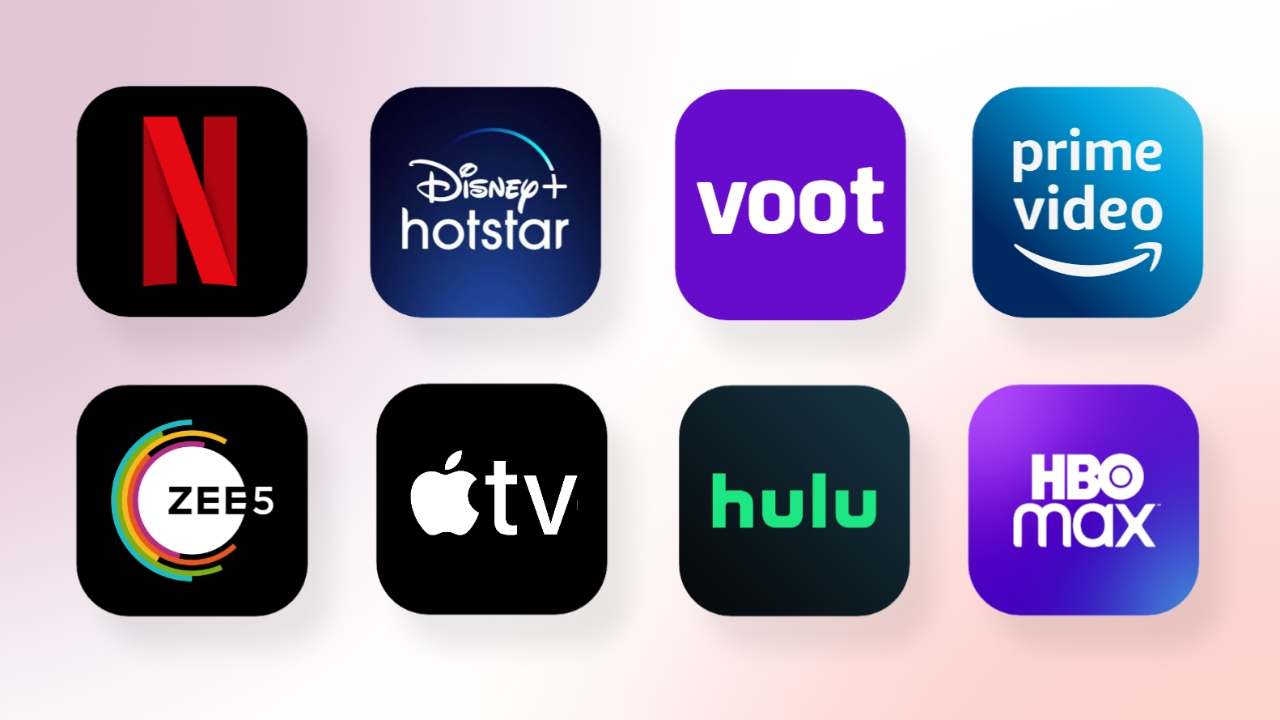 N
Disney+
hotstar
voot
prime
video
ZEE5
tv
hulu
HBO
max